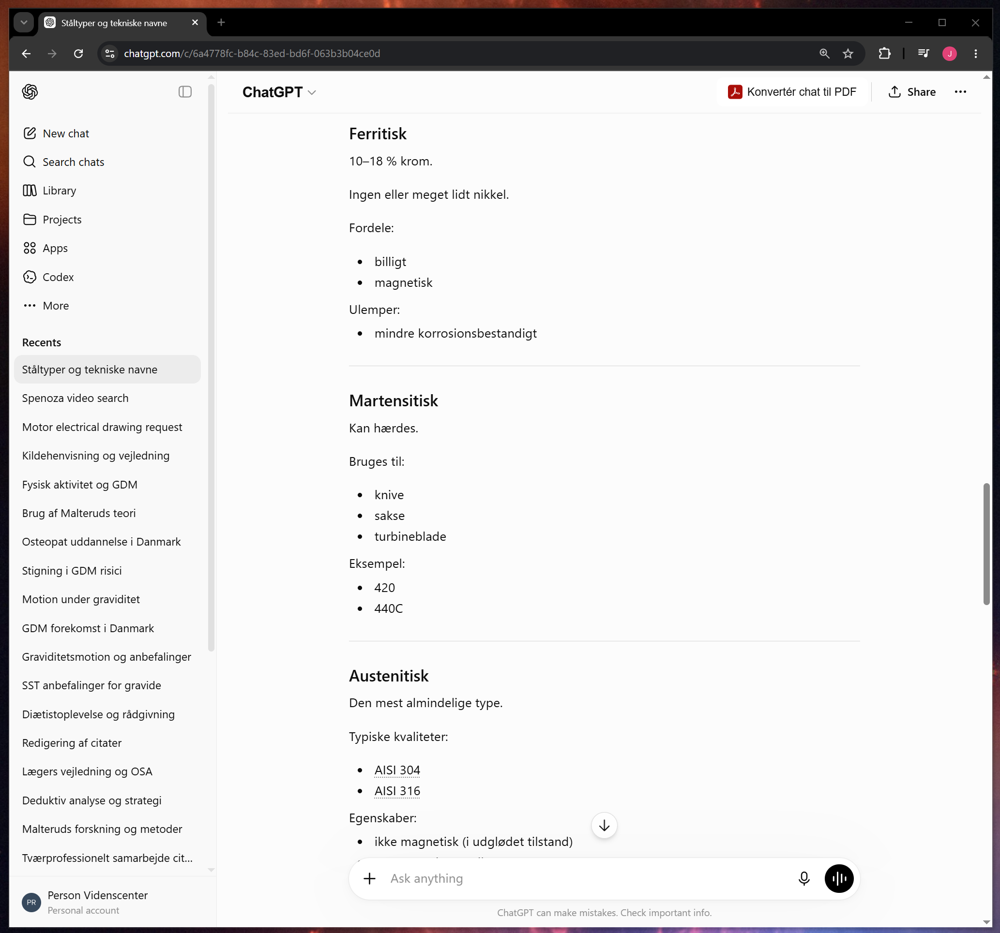 Ståltyper og tekniske navne
chatgpt.com/c/6a4778fc-b84c-83ed-bd6f-063b3b04ce0d
J
ChatGPT
Konvertér chat til PDF
Share
New chat
Search chats
Library
Projects
Apps
Codex
More
Recents
Ståltyper og tekniske navne
Spenoza video search
Motor electrical drawing request
Kildehenvisning og vejledning
Fysisk aktivitet og GDM
Brug af Malteruds teori
Osteopat uddannelse i Danmark
Stigning i GDM risici
Motion under graviditet
GDM forekomst i Danmark
Graviditetsmotion og anbefalinger
SST anbefalinger for gravide
Diætistoplevelse og rådgivning
Redigering af citater
Lægers vejledning og OSA
Deduktiv analyse og strategi
Malteruds forskning og metoder
Tværprofessionelt samarbejde cit...
PR
Person Videnscenter
Personal account
Ferritisk
10–18 % krom.
Ingen eller meget lidt nikkel.
Fordele:
• billigt
• magnetisk
Ulemper:
• mindre korrosionsbestandigt
Martensitisk
Kan hærdes.
Bruges til:
• knive
• sakse
• turbineblade
Eksempel:
• 420
• 440C
Austenitisk
Den mest almindelige type.
Typiske kvaliteter:
• AISI 304
• AISI 316
Egenskaber:
• ikke magnetisk (i udglødet tilstand)
Ask anything
ChatGPT can make mistakes. Check important info.